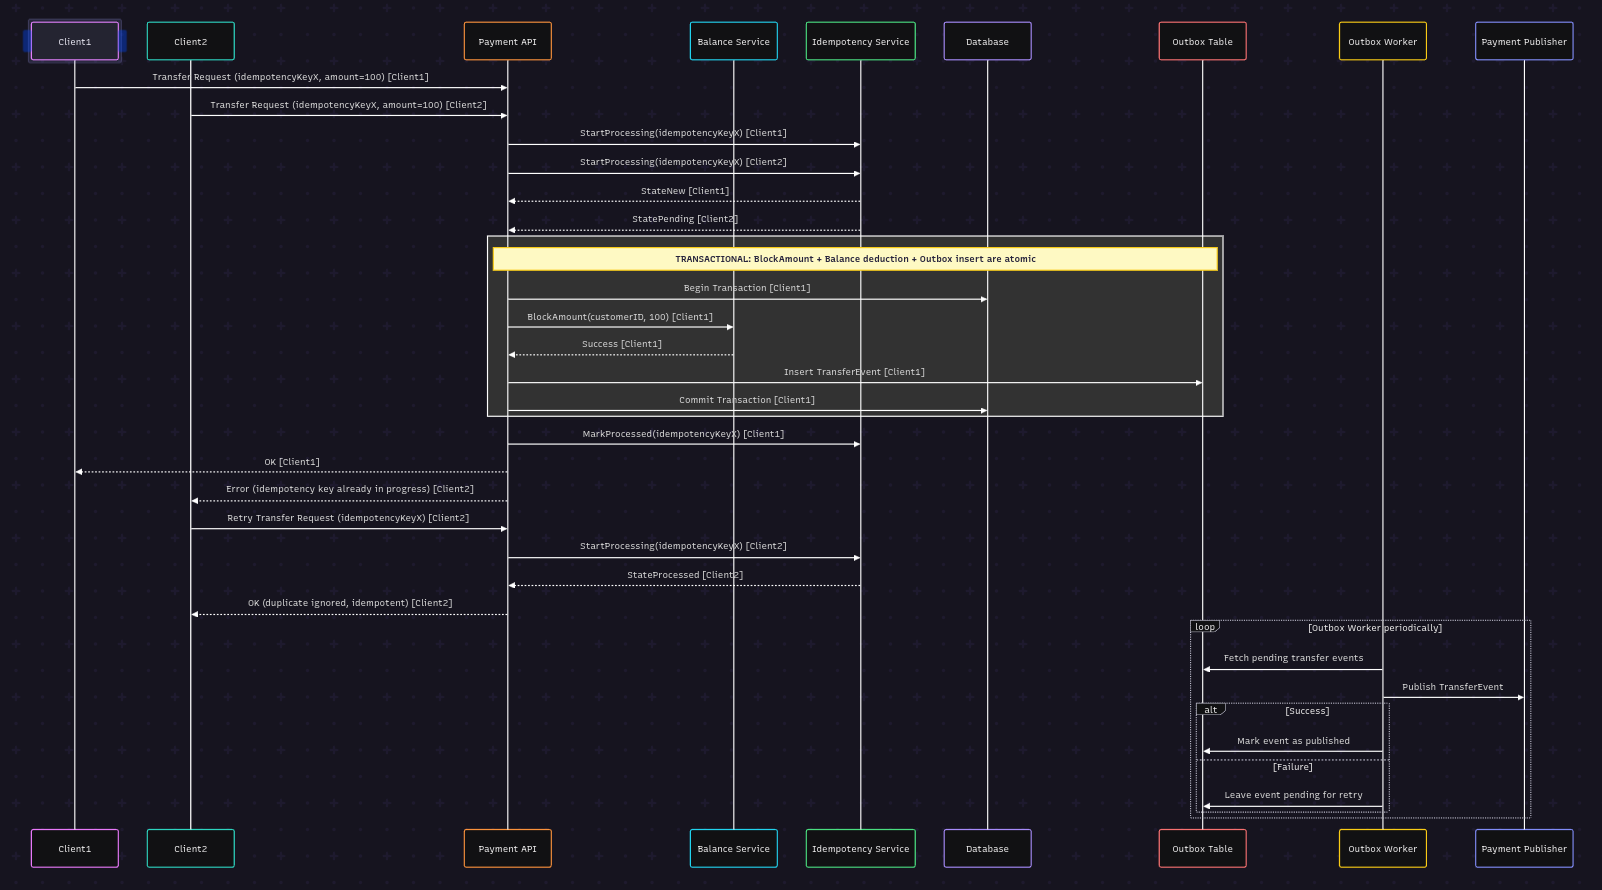 Client1
Client2
Payment API
Balance Service
Idempotency Service
Database
Outbox Table
Outbox Worker
Payment Publisher
Transfer Request (idempotencyKeyX, amount=100) [Client1]
Transfer Request (idempotencyKeyX, amount=100) [Client2]
StartProcessing(idempotencyKeyX) [Client1]
StartProcessing(idempotencyKeyX) [Client2]
StateNew [Client1]
StatePending [Client2]
TRANSACTIONAL: BlockAmount + Balance deduction + Outbox insert are atomic
Begin Transaction [Client1]
BlockAmount(customerID, 100) [Client1]
Success [Client1]
Insert TransferEvent [Client1]
Commit Transaction [Client1]
MarkProcessed(idempotencyKeyX) [Client1]
OK [Client1]
Error (idempotency key already in progress) [Client2]
Retry Transfer Request (idempotencyKeyX) [Client2]
StartProcessing(idempotencyKeyX) [Client2]
StateProcessed [Client2]
OK (duplicate ignored, idempotent) [Client2]
loop
[Outbox Worker periodically]
Fetch pending transfer events
Publish TransferEvent
alt
[Success]
Mark event as published
[Failure]
Leave event pending for retry
Client1
Client2
Payment API
Balance Service
Idempotency Service
Database
Outbox Table
Outbox Worker
Payment Publisher